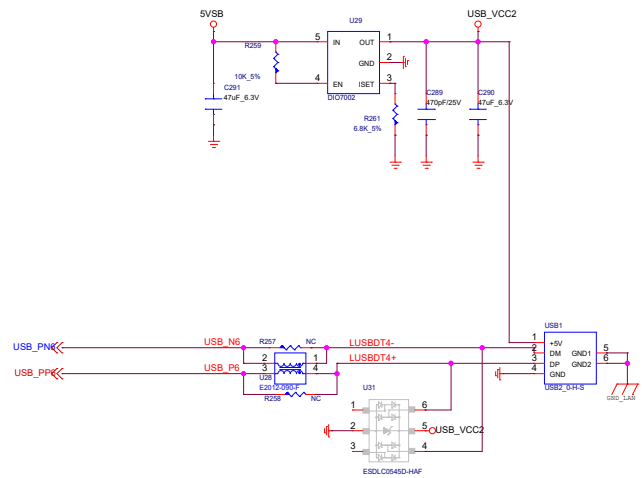 5VSB
U29
USB_VCC2
R259
5
IN
OUT
1
GND
2
10K_5%
4
EN
ISET
3
DIO7002
C291
47uF_6.3V
C289
470pF/25V
C290
47uF_6.3V
R261
6.8K_5%
USB_PN6
USB_N6
R257
NC
LUSBDT4-
2
1
3
4
USB_PP6
USB_P6
U28
E2012-090-F
R258
NC
LUSBDT4+
U31
1
6
2
5
USB_VCC2
3
4
ESDLC0545D-HAF
USB1
1
+5V
2
DM
GND1
5
3
DP
GND2
6
4
GND
USB2_0-H-S
GND_LAN